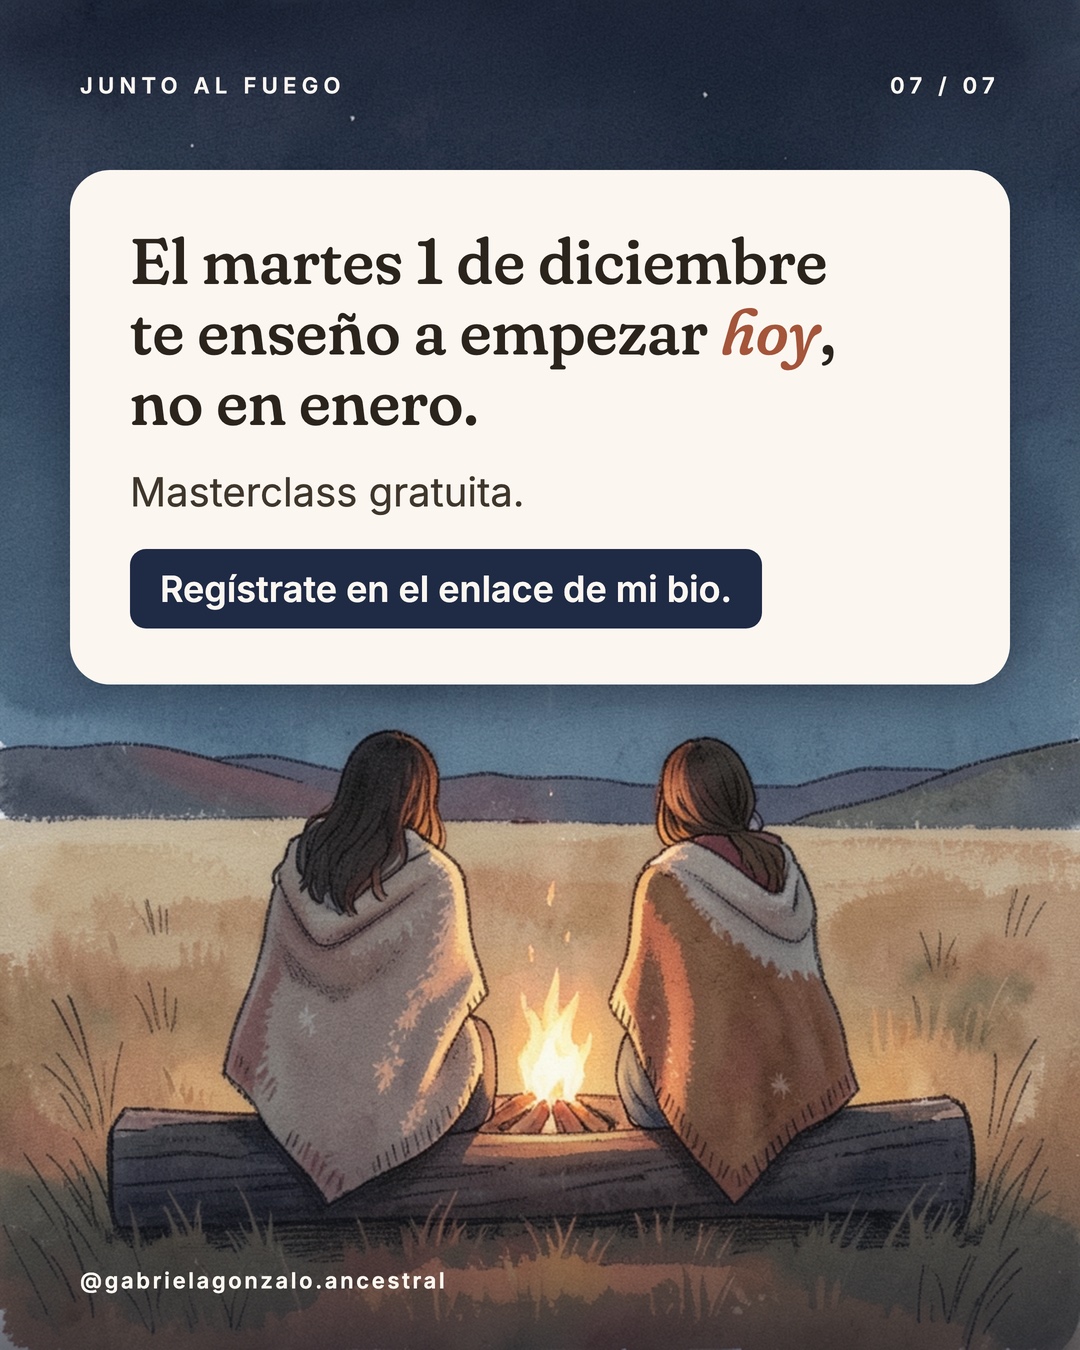 JUNTO AL FUEGO
07 / 07
El martes 1 de diciembre
te enseño a empezar hoy,
no en enero.
Masterclass gratuita.
Regístrate en el enlace de mi bio.
@gabrielagonzalo.ancestral